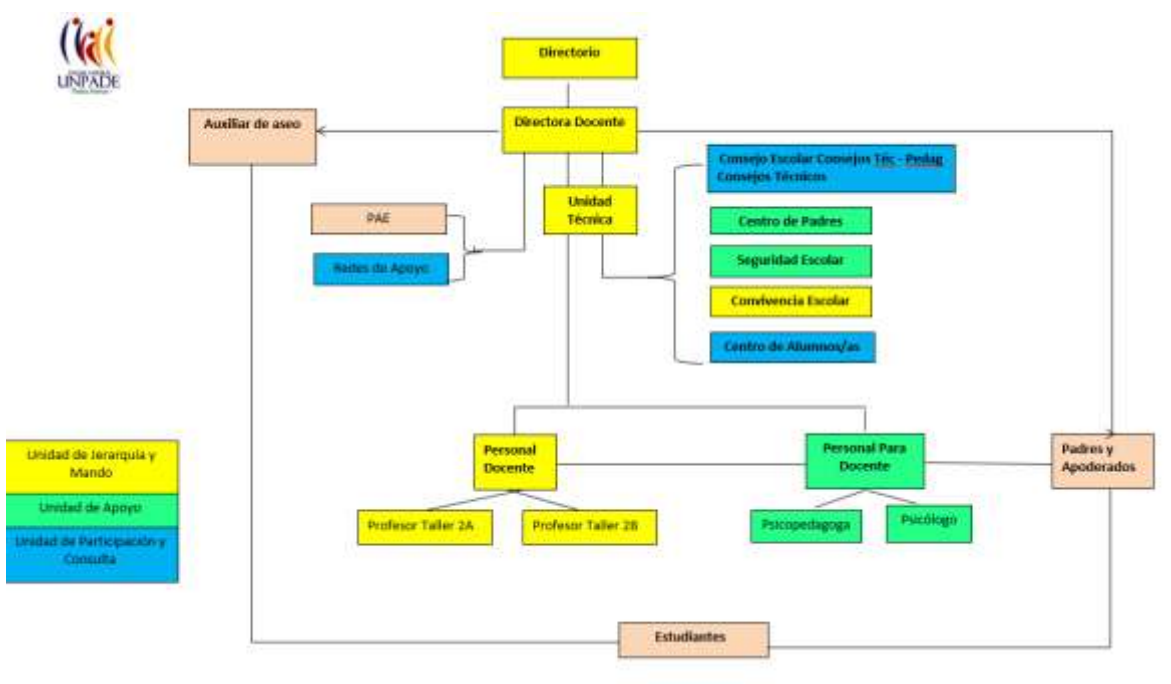 UNPADE
Directorio
Auxiliar de aseo
Directora Docente
Consejo Escolar Consejos Téc - Pedag
Consejos Técnicos
Unidad
Técnica
PAE
Centro de Padres
Redes de Apoyo
Seguridad Escolar
Convivencia Escolar
Centro de Alumnos/as
Unidad de Jerarquía y
Mando
Unidad de Apoyo
Unidad de Participación y
Consulta
Personal
Docente
Personal Para
Docente
Padres y
Apoderados
Profesor Taller 2A
Profesor Taller 2B
Psicopedagoga
Psicólogo
Estudiantes